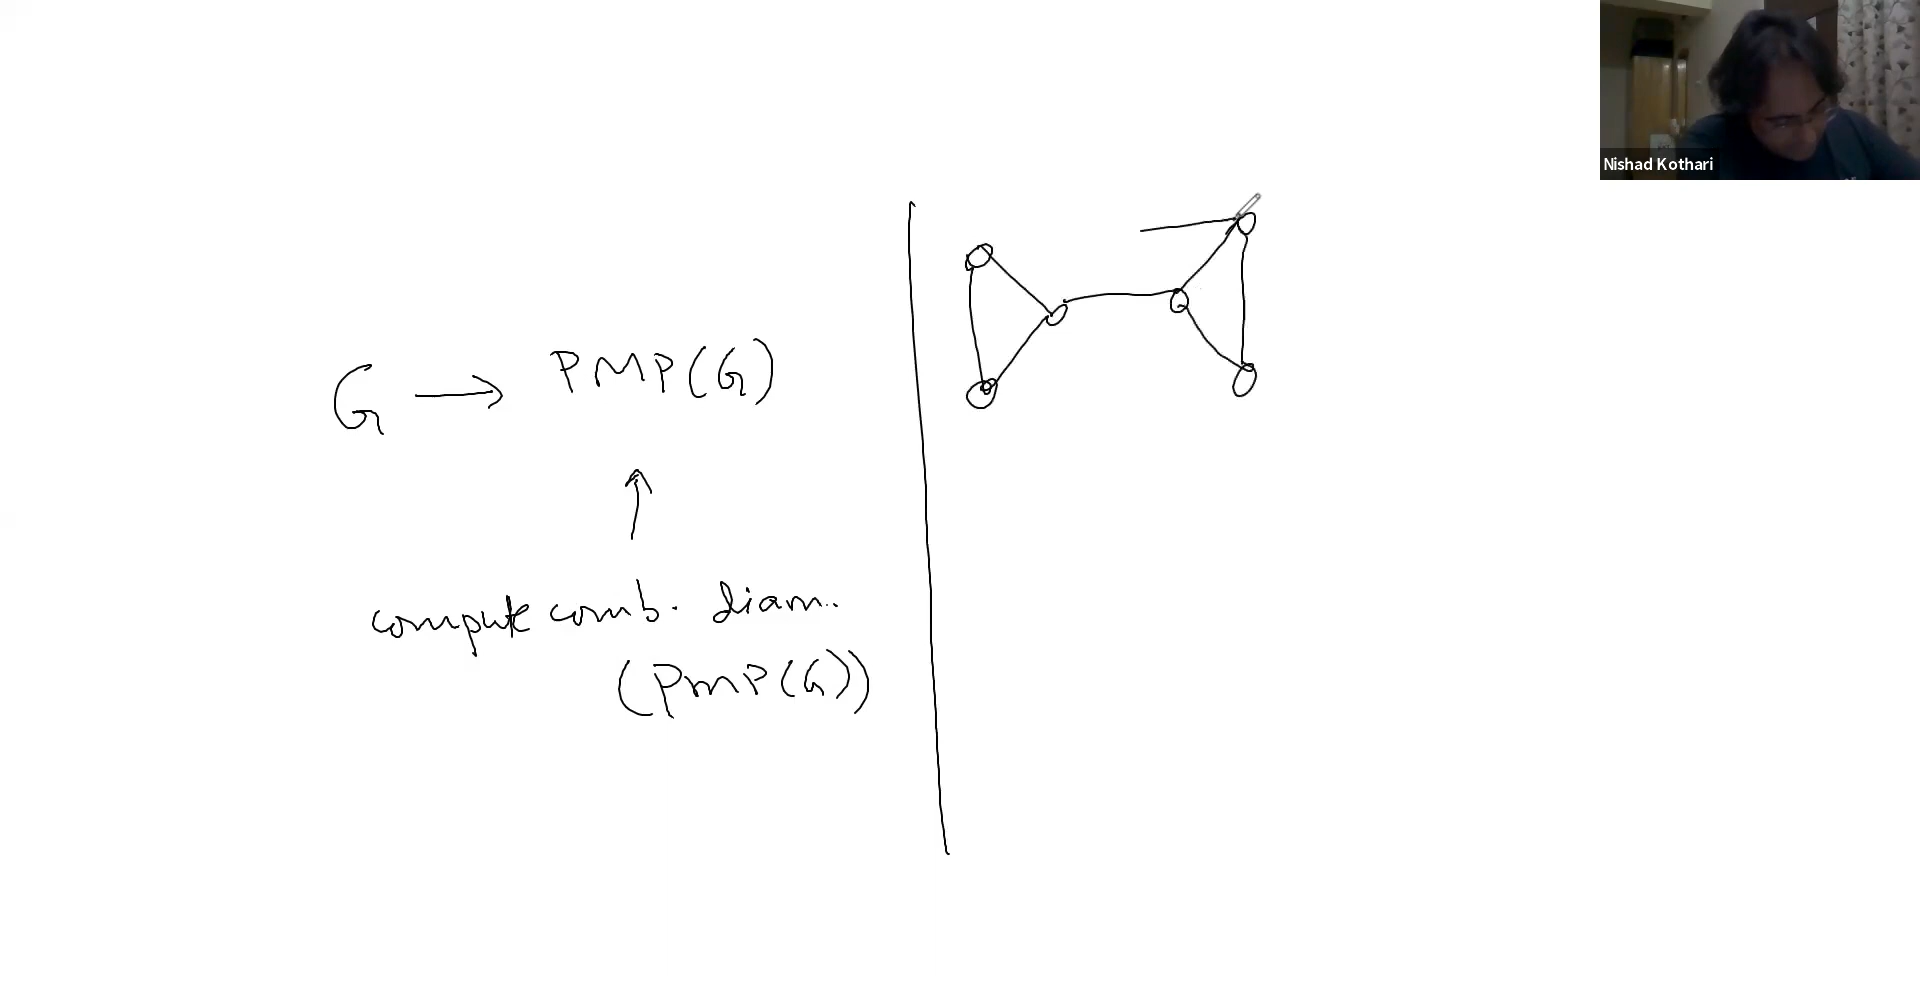 G → PMP(G)
↑
compute comb. diam.
(PMP(G))
Nishad Kothari